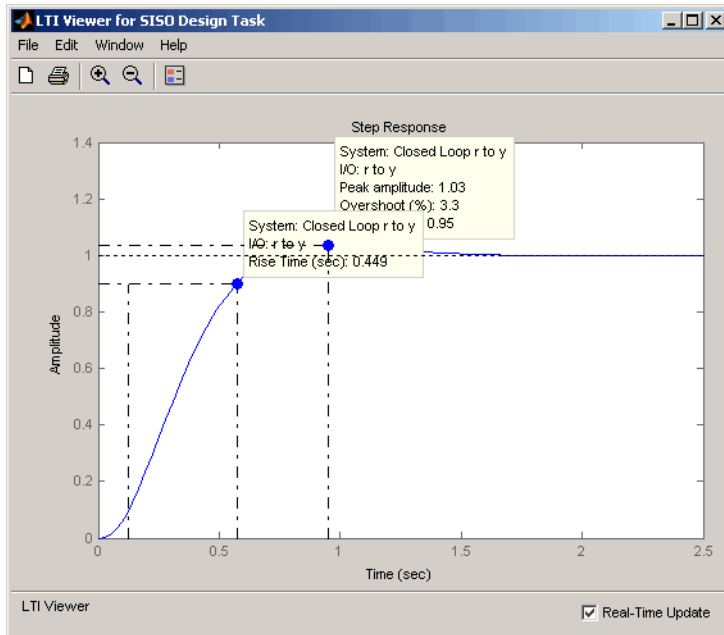 LTI Viewer for SISO Design Task
File Edit Window Help
Step Response
System: Closed Loop r to y
I/O: r to y
Peak amplitude: 1.03
Overshoot (%): 3.3
0.95
System: Closed Loop r to y
I/O: r to y
Rise Time (sec): 0.449
1.4
1.2
1
0.8
0.6
0.4
0.2
0
Amplitude
0 0.5 1 1.5 2 2.5
Time (sec)
LTI Viewer
Real-Time Update